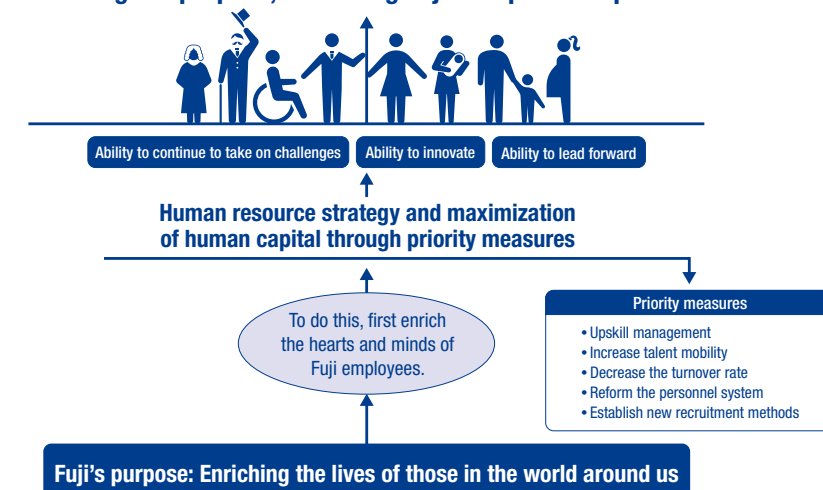 Ability to continue to take on challenges
Ability to innovate
Ability to lead forward
Human resource strategy and maximization
of human capital through priority measures
To do this, first enrich
the hearts and minds of
Fuji employees.
Priority measures
• Upskill management
• Increase talent mobility
• Decrease the turnover rate
• Reform the personnel system
• Establish new recruitment methods
Fuji's purpose: Enriching the lives of those in the world around us